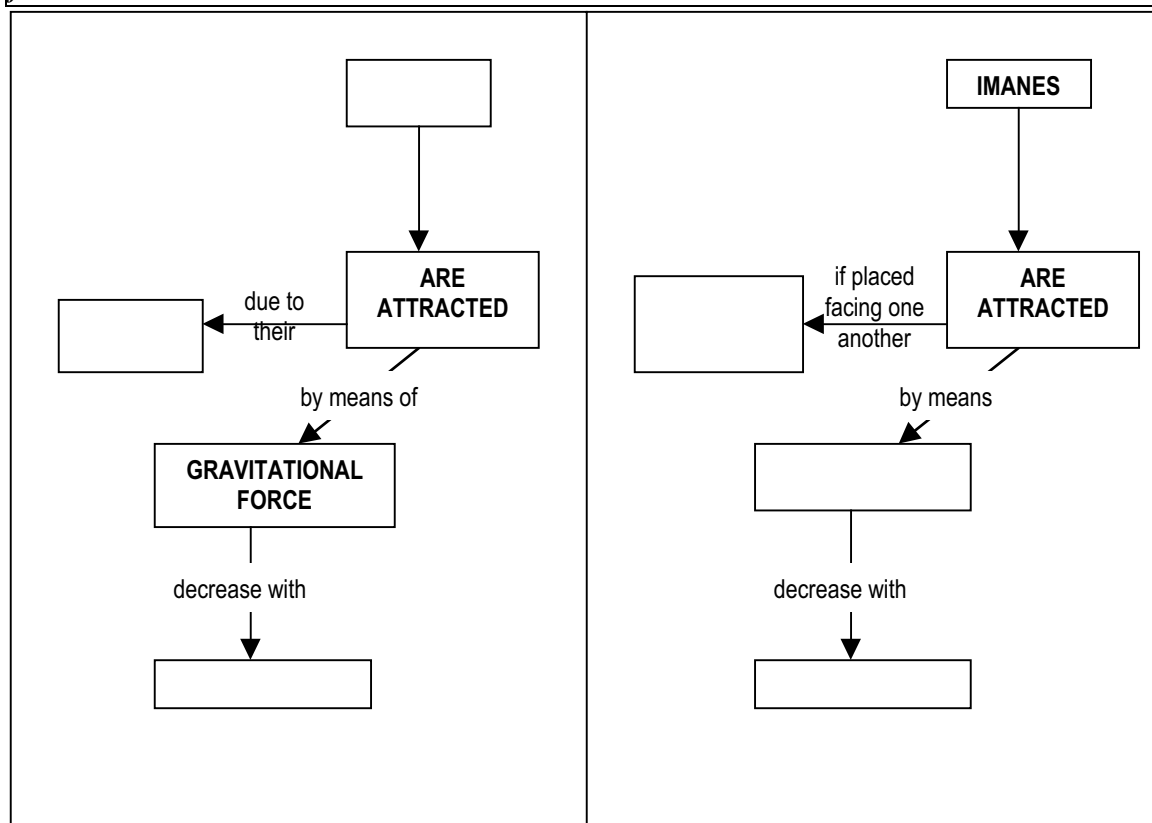 ARE
ATTRACTED
due to
their
by means of
GRAVITATIONAL
FORCE
decrease with
IMANES
ARE
ATTRACTED
if placed
facing one
another
by means
decrease with